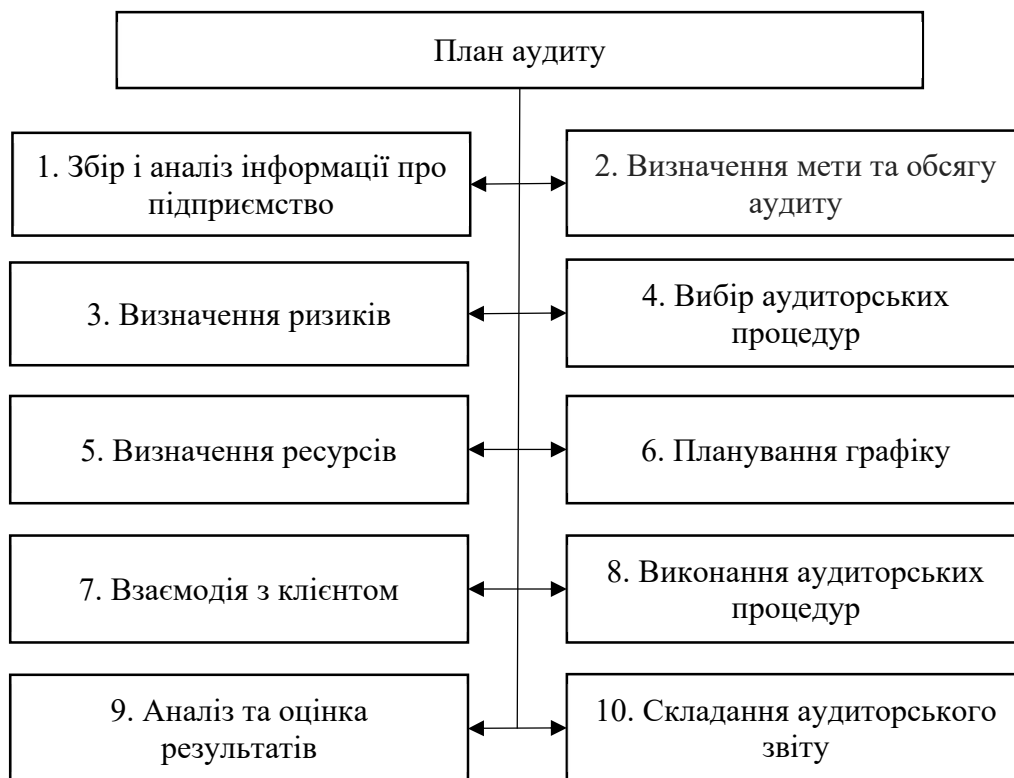 План аудиту
1. Збір і аналіз інформації про
підприємство
2. Визначення мети та обсягу
аудиту
3. Визначення ризиків
4. Вибір аудиторських
процедур
5. Визначення ресурсів
6. Планування графіку
7. Взаємодія з клієнтом
8. Виконання аудиторських
процедур
9. Аналіз та оцінка
результатів
10. Складання аудиторського
звіту